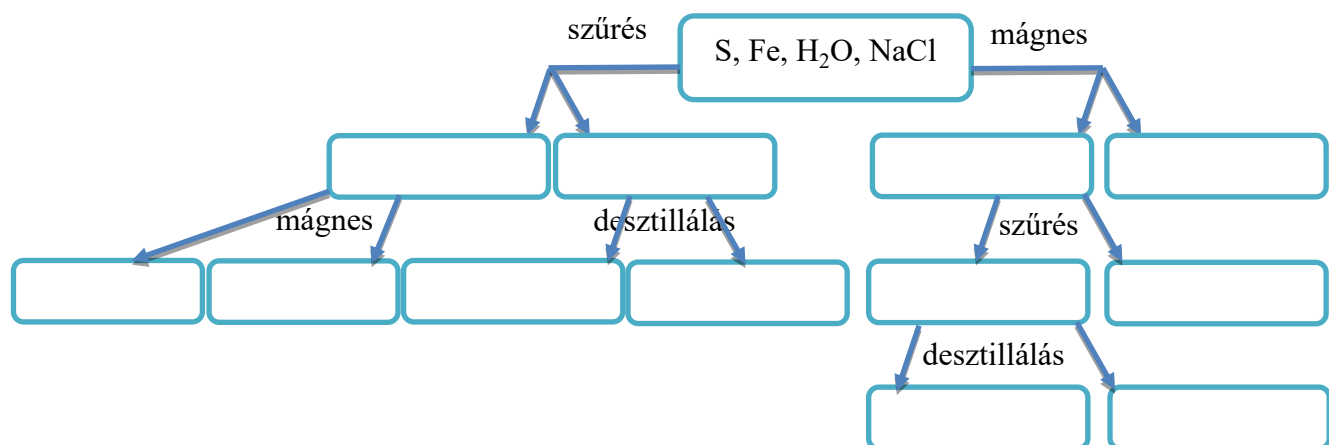 szűrés
S, Fe, H₂O, NaCl
mágnes
mágnes
desztillálás
szűrés
desztillálás